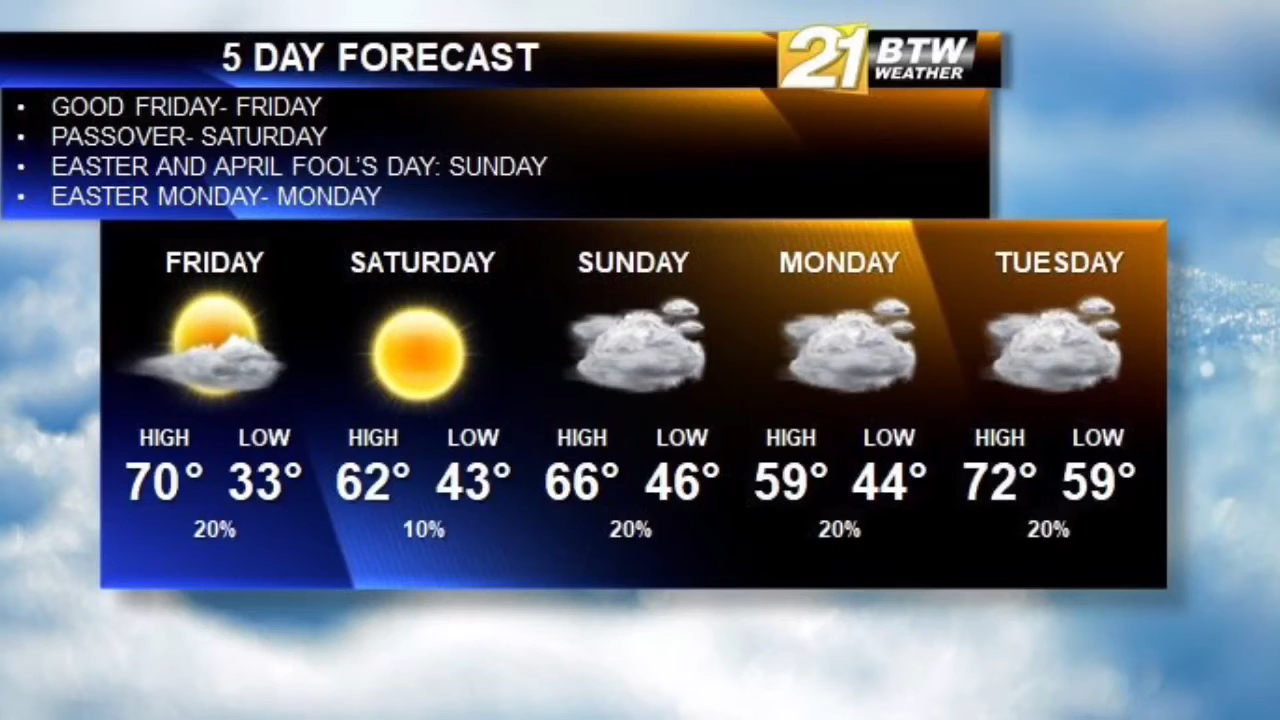 5 DAY FORECAST
21 BTW WEATHER
• GOOD FRIDAY- FRIDAY
• PASSOVER- SATURDAY
• EASTER AND APRIL FOOL'S DAY: SUNDAY
• EASTER MONDAY- MONDAY
FRIDAY SATURDAY SUNDAY MONDAY TUESDAY
HIGH LOW HIGH LOW HIGH LOW HIGH LOW HIGH LOW
70° 33° 62° 43° 66° 46° 59° 44° 72° 59°
20% 10% 20% 20% 20%